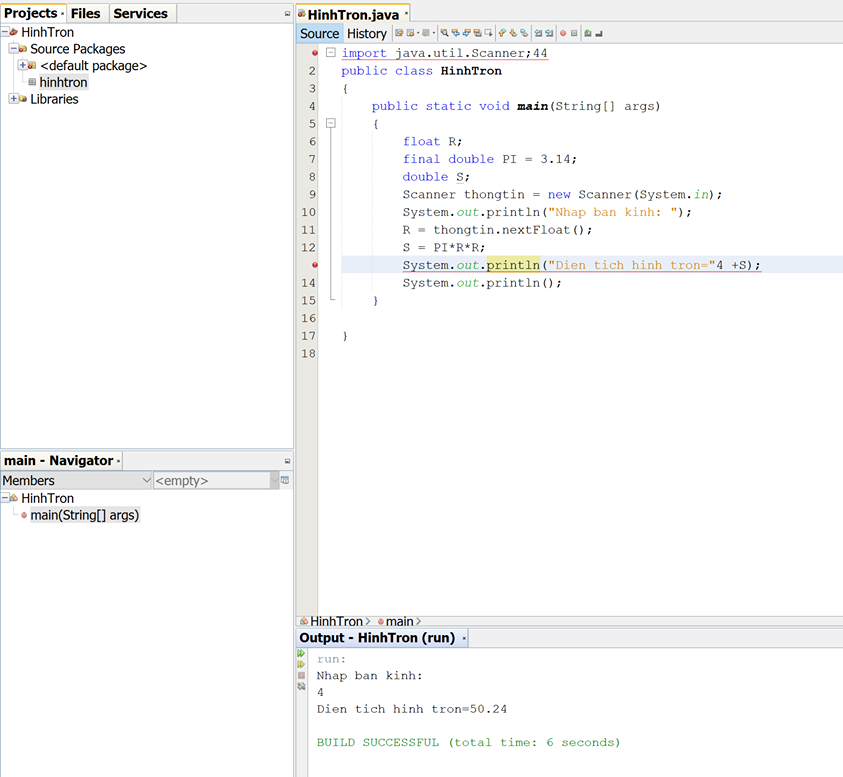 Projects Files Services
HinhTron
Source Packages
<default package>
hinhtron
Libraries
main - Navigator
Members <empty>
HinhTron
main(String[] args)
HinhTron.java
Source History
import java.util.Scanner;44
2 public class HinhTron
3 {
4 public static void main(String[] args)
5 {
6 float R;
7 final double PI = 3.14;
8 double S;
9 Scanner thongtin = new Scanner(System.in);
10 System.out.println("Nhap ban kinh: ");
11 R = thongtin.nextFloat();
12 S = PI*R*R;
System.out.println("Dien tich hinh tron="4 +S);
14 System.out.println();
15 }
16
17 }
18
HinhTron main
Output - HinhTron (run)
run:
Nhap ban kinh:
4
Dien tich hinh tron=50.24
BUILD SUCCESSFUL (total time: 6 seconds)